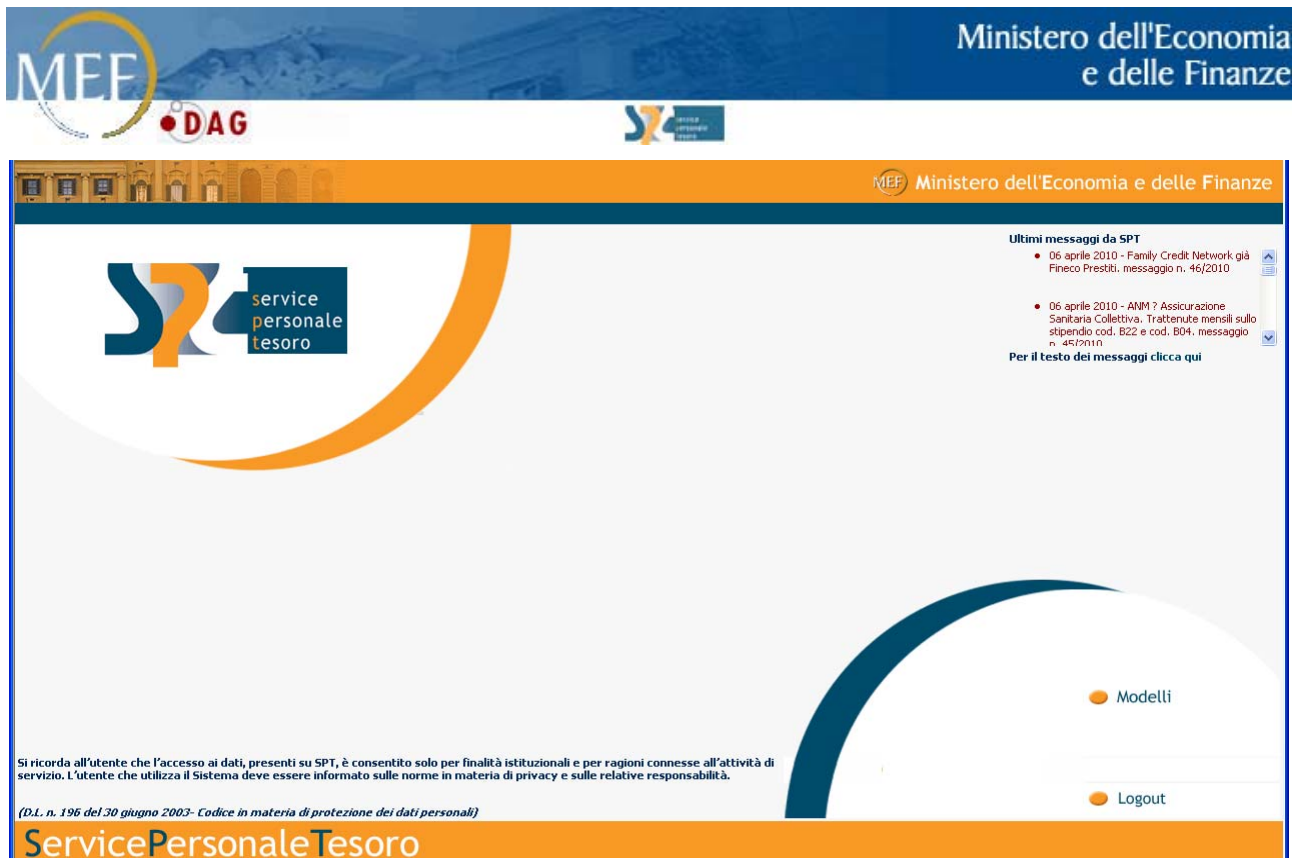 MEF
Ministero dell'Economia
e delle Finanze
DAG
service
personale
tesoro
MEF Ministero dell'Economia e delle Finanze
service
personale
tesoro
Ultimi messaggi da SPT
06 aprile 2010 - Family Credit Network già
Fineco Prestiti. messaggio n. 46/2010
06 aprile 2010 - ANM ? Assicurazione
Sanitaria Collettiva. Trattenute mensili sullo
stipendio cod. B22 e cod. B04. messaggio
n. 45/2010
Per il testo dei messaggi clicca qui
Modelli
Si ricorda all'utente che l'accesso ai dati, presenti su SPT, è consentito solo per finalità istituzionali e per ragioni connesse all'attività di
servizio. L'utente che utilizza il Sistema deve essere informato sulle norme in materia di privacy e sulle relative responsabilità.
Logout
(D.L. n. 196 del 30 giugno 2003- Codice in materia di protezione dei dati personali)
ServicePersonaleTesoro